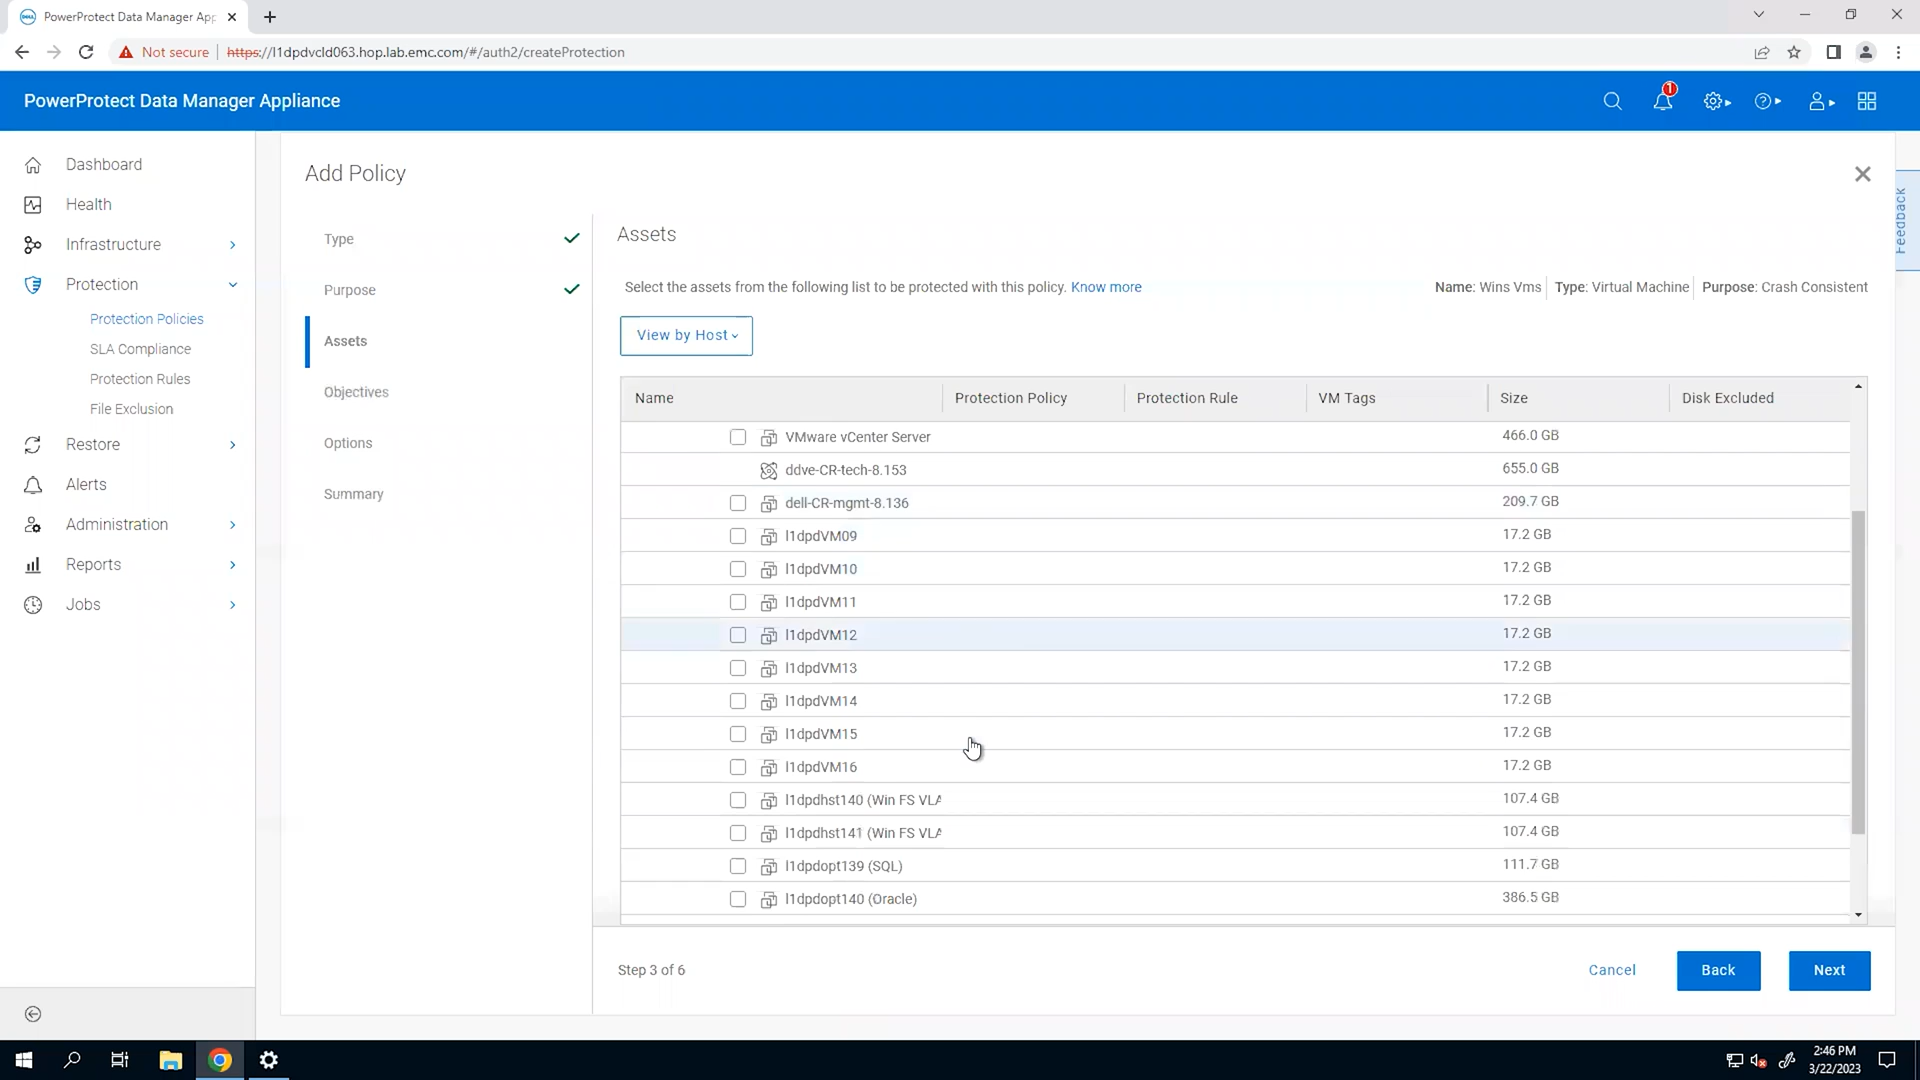 PowerProtect Data Manager App
Not secure
https://l1dpdvcld063.hop.lab.emc.com/#/auth2/createProtection
PowerProtect Data Manager Appliance
1
Dashboard
Health
Infrastructure
Protection
Protection Policies
SLA Compliance
Protection Rules
File Exclusion
Restore
Alerts
Administration
Reports
Jobs
Add Policy
Type
Purpose
Assets
Objectives
Options
Summary
Assets
Select the assets from the following list to be protected with this policy. Know more
Name: Wins Vms
Type: Virtual Machine
Purpose: Crash Consistent
View by Host
Name
Protection Policy
Protection Rule
VM Tags
Size
Disk Excluded
VMware vCenter Server 466.0 GB
ddve-CR-tech-8.153 655.0 GB
dell-CR-mgmt-8.136 209.7 GB
l1dpdVM09 17.2 GB
l1dpdVM10 17.2 GB
l1dpdVM11 17.2 GB
l1dpdVM12 17.2 GB
l1dpdVM13 17.2 GB
l1dpdVM14 17.2 GB
l1dpdVM15 17.2 GB
l1dpdVM16 17.2 GB
l1dpdhst140 (Win FS VLA 107.4 GB
l1dpdhst141 (Win FS VLA 107.4 GB
l1dpdopt139 (SQL) 111.7 GB
l1dpdopt140 (Oracle) 386.5 GB
Step 3 of 6
Cancel
Back
Next
Feedback
2:46 PM
3/22/2023